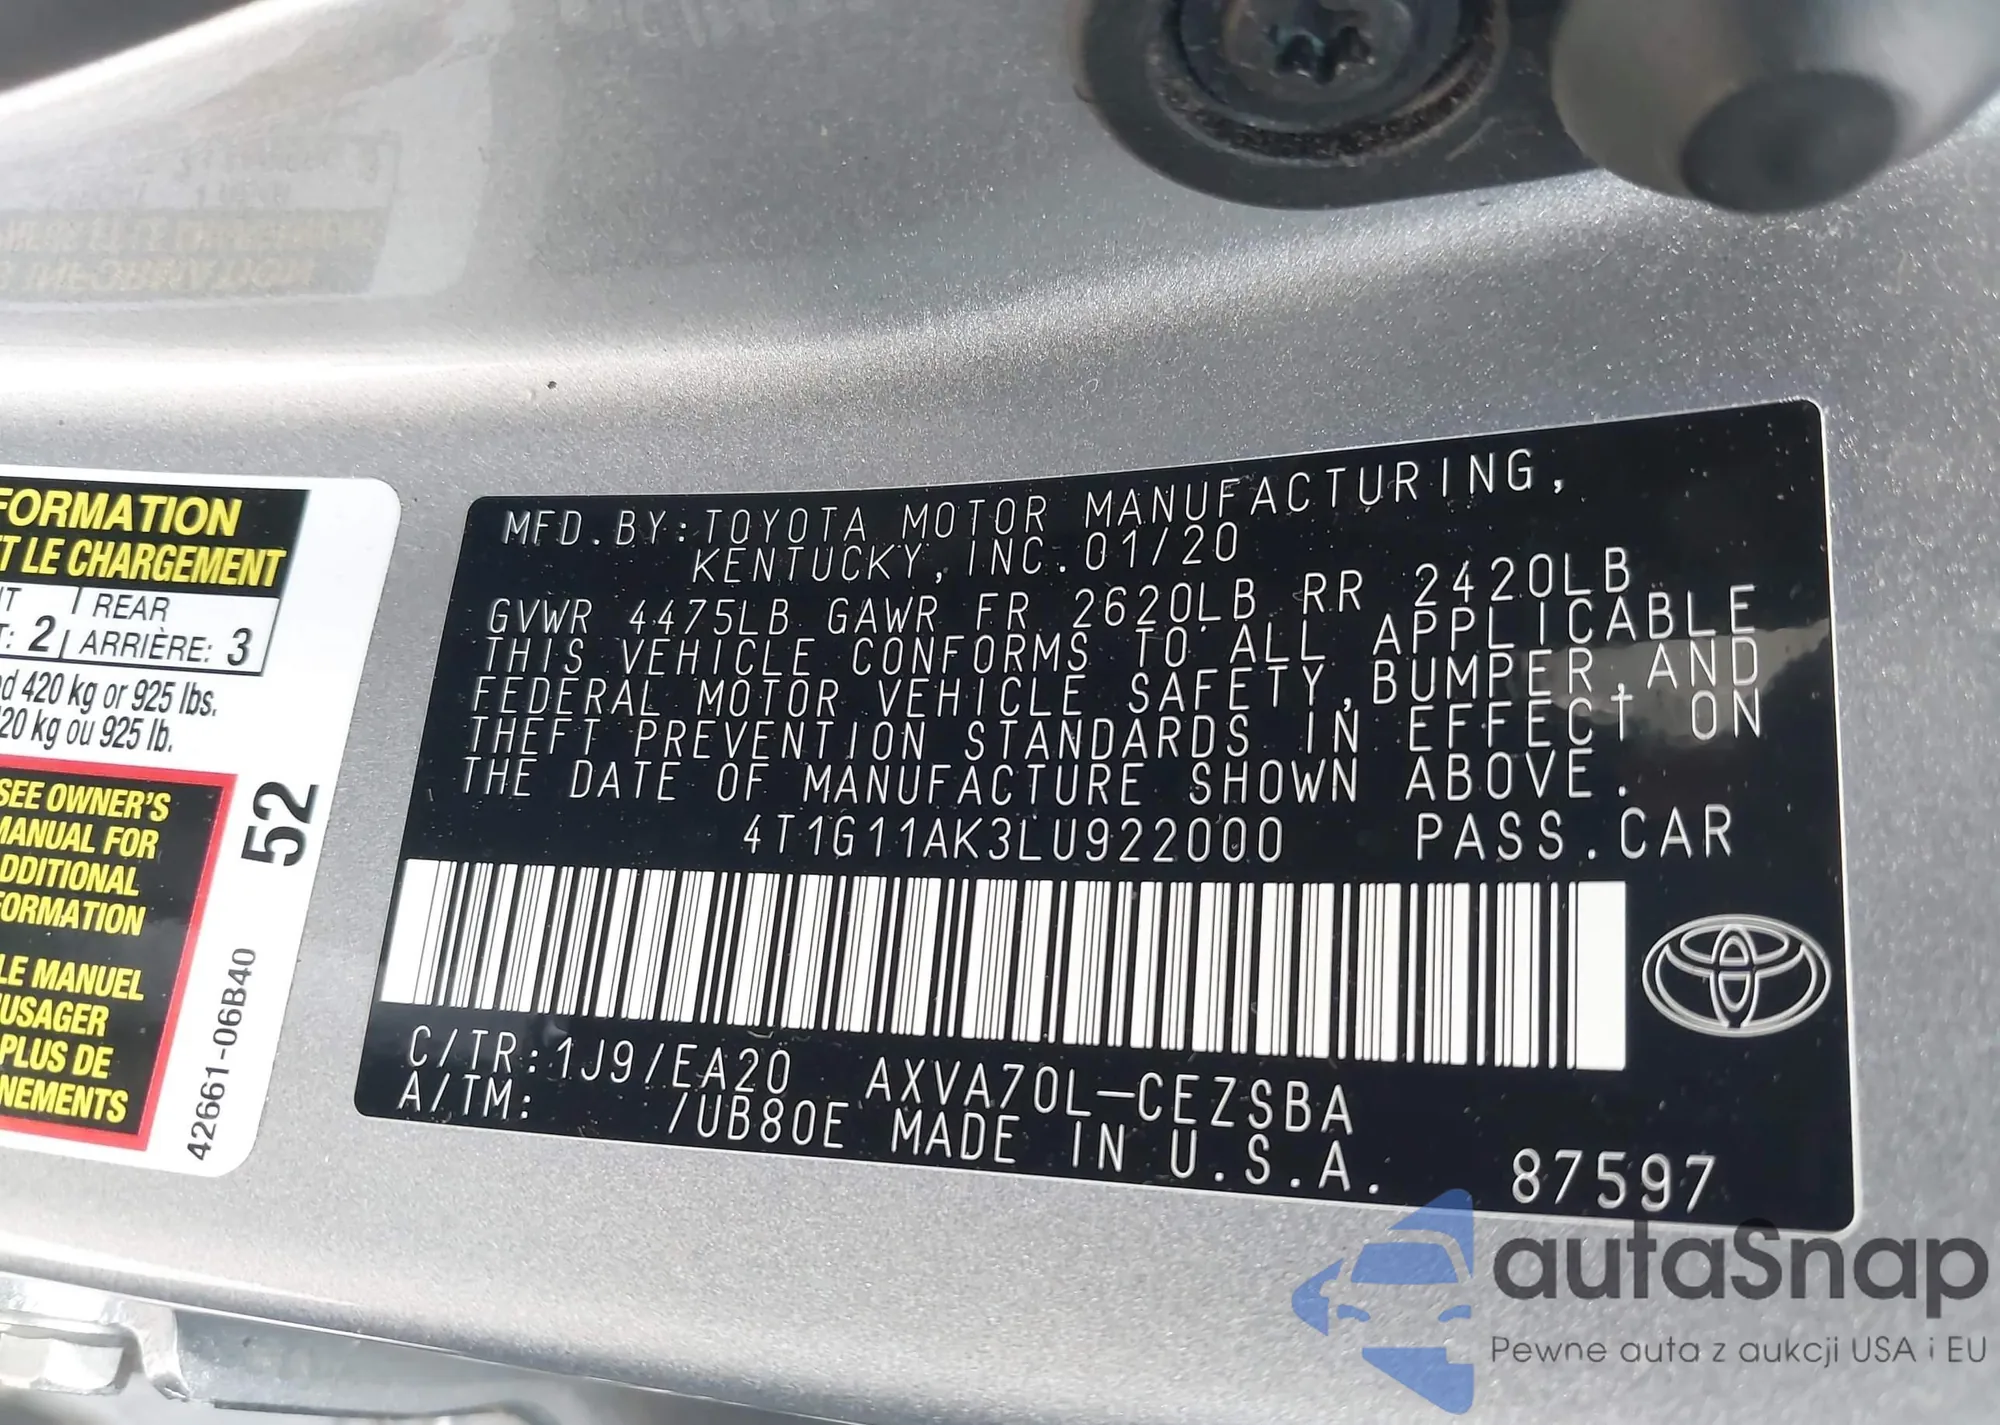 FORMATION
T LE CHARGEMENT
REAR
: 2 ARRIÈRE: 3
420 kg or 925 lbs.
20 kg ou 925 lb.
SEE OWNER'S
MANUAL FOR
DDITIONAL
FORMATION
LE MANUEL
USAGER
PLUS DE
NEMENTS
52
42661-06B40
MFD. BY: TOYOTA MOTOR MANUFACTURING,
KENTUCKY, INC. 01/20
GVWR 4475LB GAWR FR 2620LB RR 2420LB
THIS VEHICLE CONFORMS TO ALL APPLICABLE
FEDERAL MOTOR VEHICLE SAFETY, BUMPER, AND
THEFT PREVENTION STANDARDS IN EFFECT ON
THE DATE OF MANUFACTURE SHOWN ABOVE.
4T1G11AK3LU922000 PASS. CAR
C/TR: 1J9/EA20 AXVA70L-CEZSBA
A/TM: /UB80E MADE IN U.S.A. 87597
autaSnap
Pewne auta z aukcji USA i EU